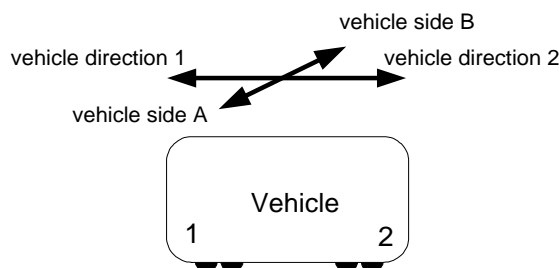 vehicle side B
vehicle direction 1 vehicle direction 2
vehicle side A
Vehicle
1 2